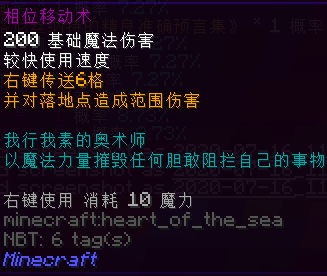 相位移动术
200 基础魔法伤害
较快使用速度
右键传送6格
并对落地点造成范围伤害
我行我素的奥术师
以魔法力量摧毁任何胆敢阻拦自己的事物
右键使用 消耗 10 魔力
minecraft:heart_of_the_sea
NBT: 6 tag(s)
Minecraft